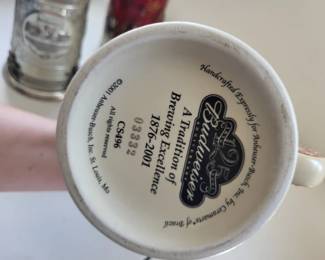 Handcrafted Expressly for Anheuser-Busch, Inc. by Ceramarte® of Brazil
Budweiser
A Tradition of
Brewing Excellence
1876-2001
03332
CS496
All rights reserved
©2001 Anheuser-Busch, Inc. St. Louis, Mo